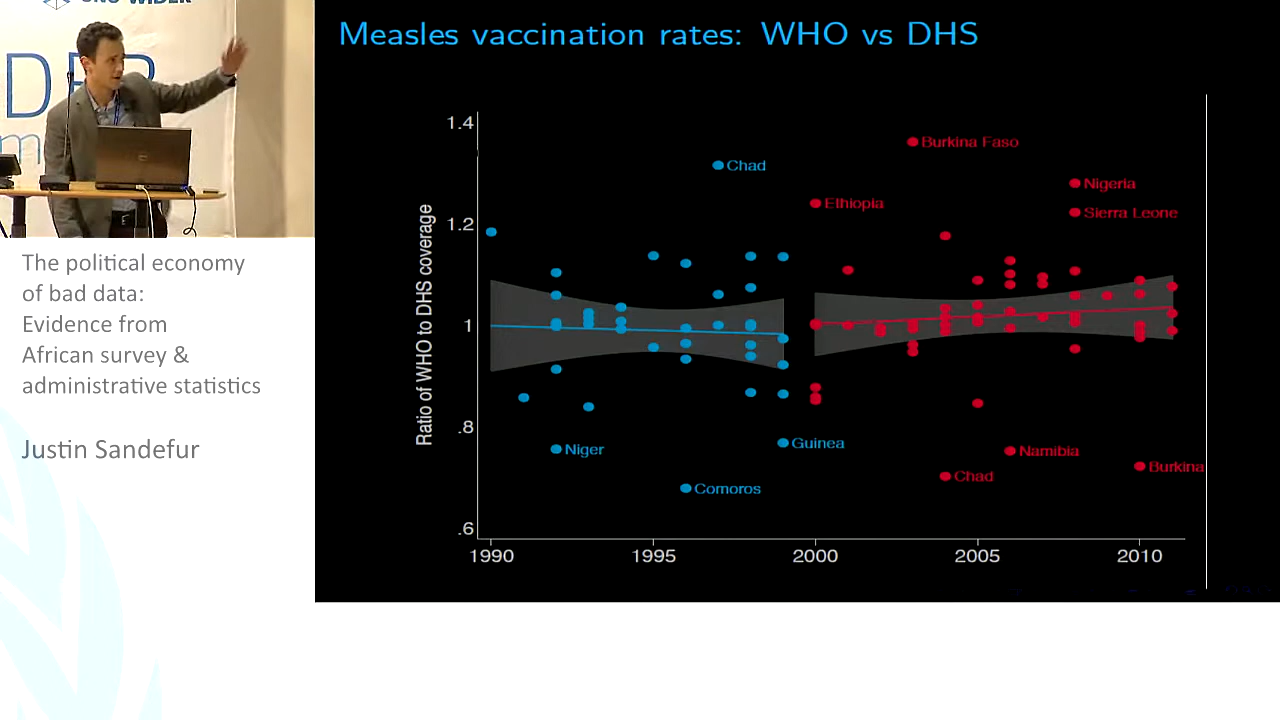 UNU-WIDER
Measles vaccination rates: WHO vs DHS
Ratio of WHO to DHS coverage
1.4
1.2
1
.8
.6
Burkina Faso
Chad
Nigeria
Ethiopia
Sierra Leone
Guinea
Niger
Namibia
Burkina
Chad
Comoros
1990
1995
2000
2005
2010
The political economy
of bad data:
Evidence from
African survey &
administrative statistics
Justin Sandefur